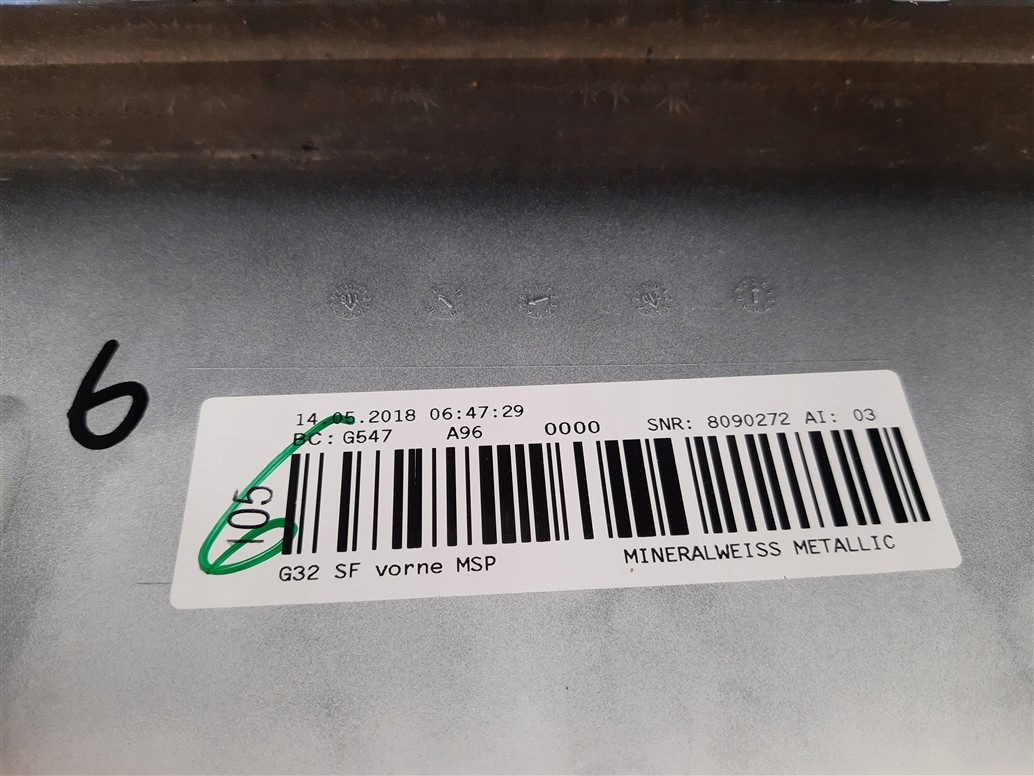 6
14.05.2018 06:47:29
BC: G547 A96 0000 SNR: 8090272 AI: 03
105
6
G32 SF vorne MSP MINERALWEISS METALLIC